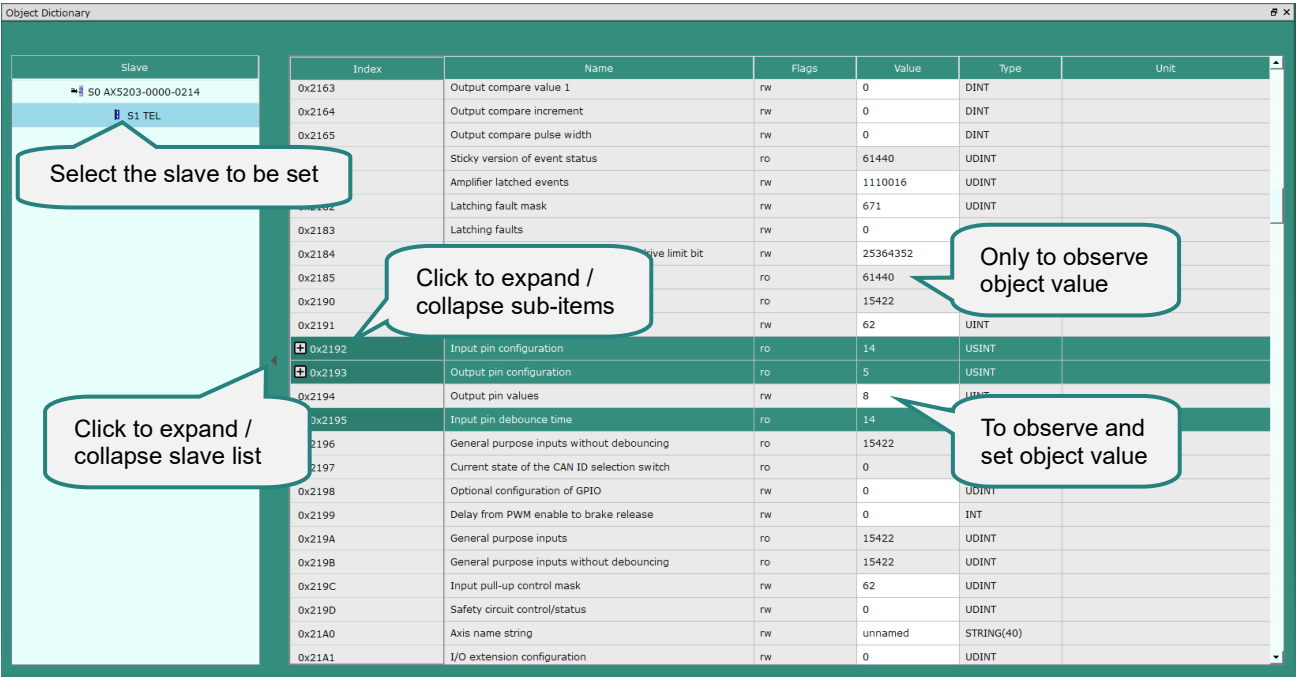 Object Dictionary
Slave
S0 AX5203-0000-0214
S1 TEL
Select the slave to be set
Click to expand /
collapse slave list
Index Name Flags Value Type Unit
0x2163 Output compare value 1 rw 0 DINT
0x2164 Output compare increment rw 0 DINT
0x2165 Output compare pulse width rw 0 DINT
Sticky version of event status ro 61440 UDINT
Amplifier latched events rw 1110016 UDINT
Latching fault mask rw 671 UDINT
0x2183 Latching faults rw 0
0x2184 drive limit bit rw 25364352
0x2185 ro 61440
0x2190 ro 15422
0x2191 rw 62 UINT
Click to expand /
collapse sub-items
Only to observe
object value
0x2192 Input pin configuration ro 14 USINT
0x2193 Output pin configuration ro 5 USINT
0x2194 Output pin values rw 8 UINT
0x2195 Input pin debounce time ro 14
2196 General purpose inputs without debouncing ro 15422
2197 Current state of the CAN ID selection switch ro 0
To observe and
set object value
0x2198 Optional configuration of GPIO rw 0 UDINT
0x2199 Delay from PWM enable to brake release rw 0 INT
0x219A General purpose inputs ro 15422 UDINT
0x219B General purpose inputs without debouncing ro 15422 UDINT
0x219C Input pull-up control mask rw 62 UDINT
0x219D Safety circuit control/status rw 0 UDINT
0x21A0 Axis name string rw unnamed STRING(40)
0x21A1 I/O extension configuration rw 0 UDINT